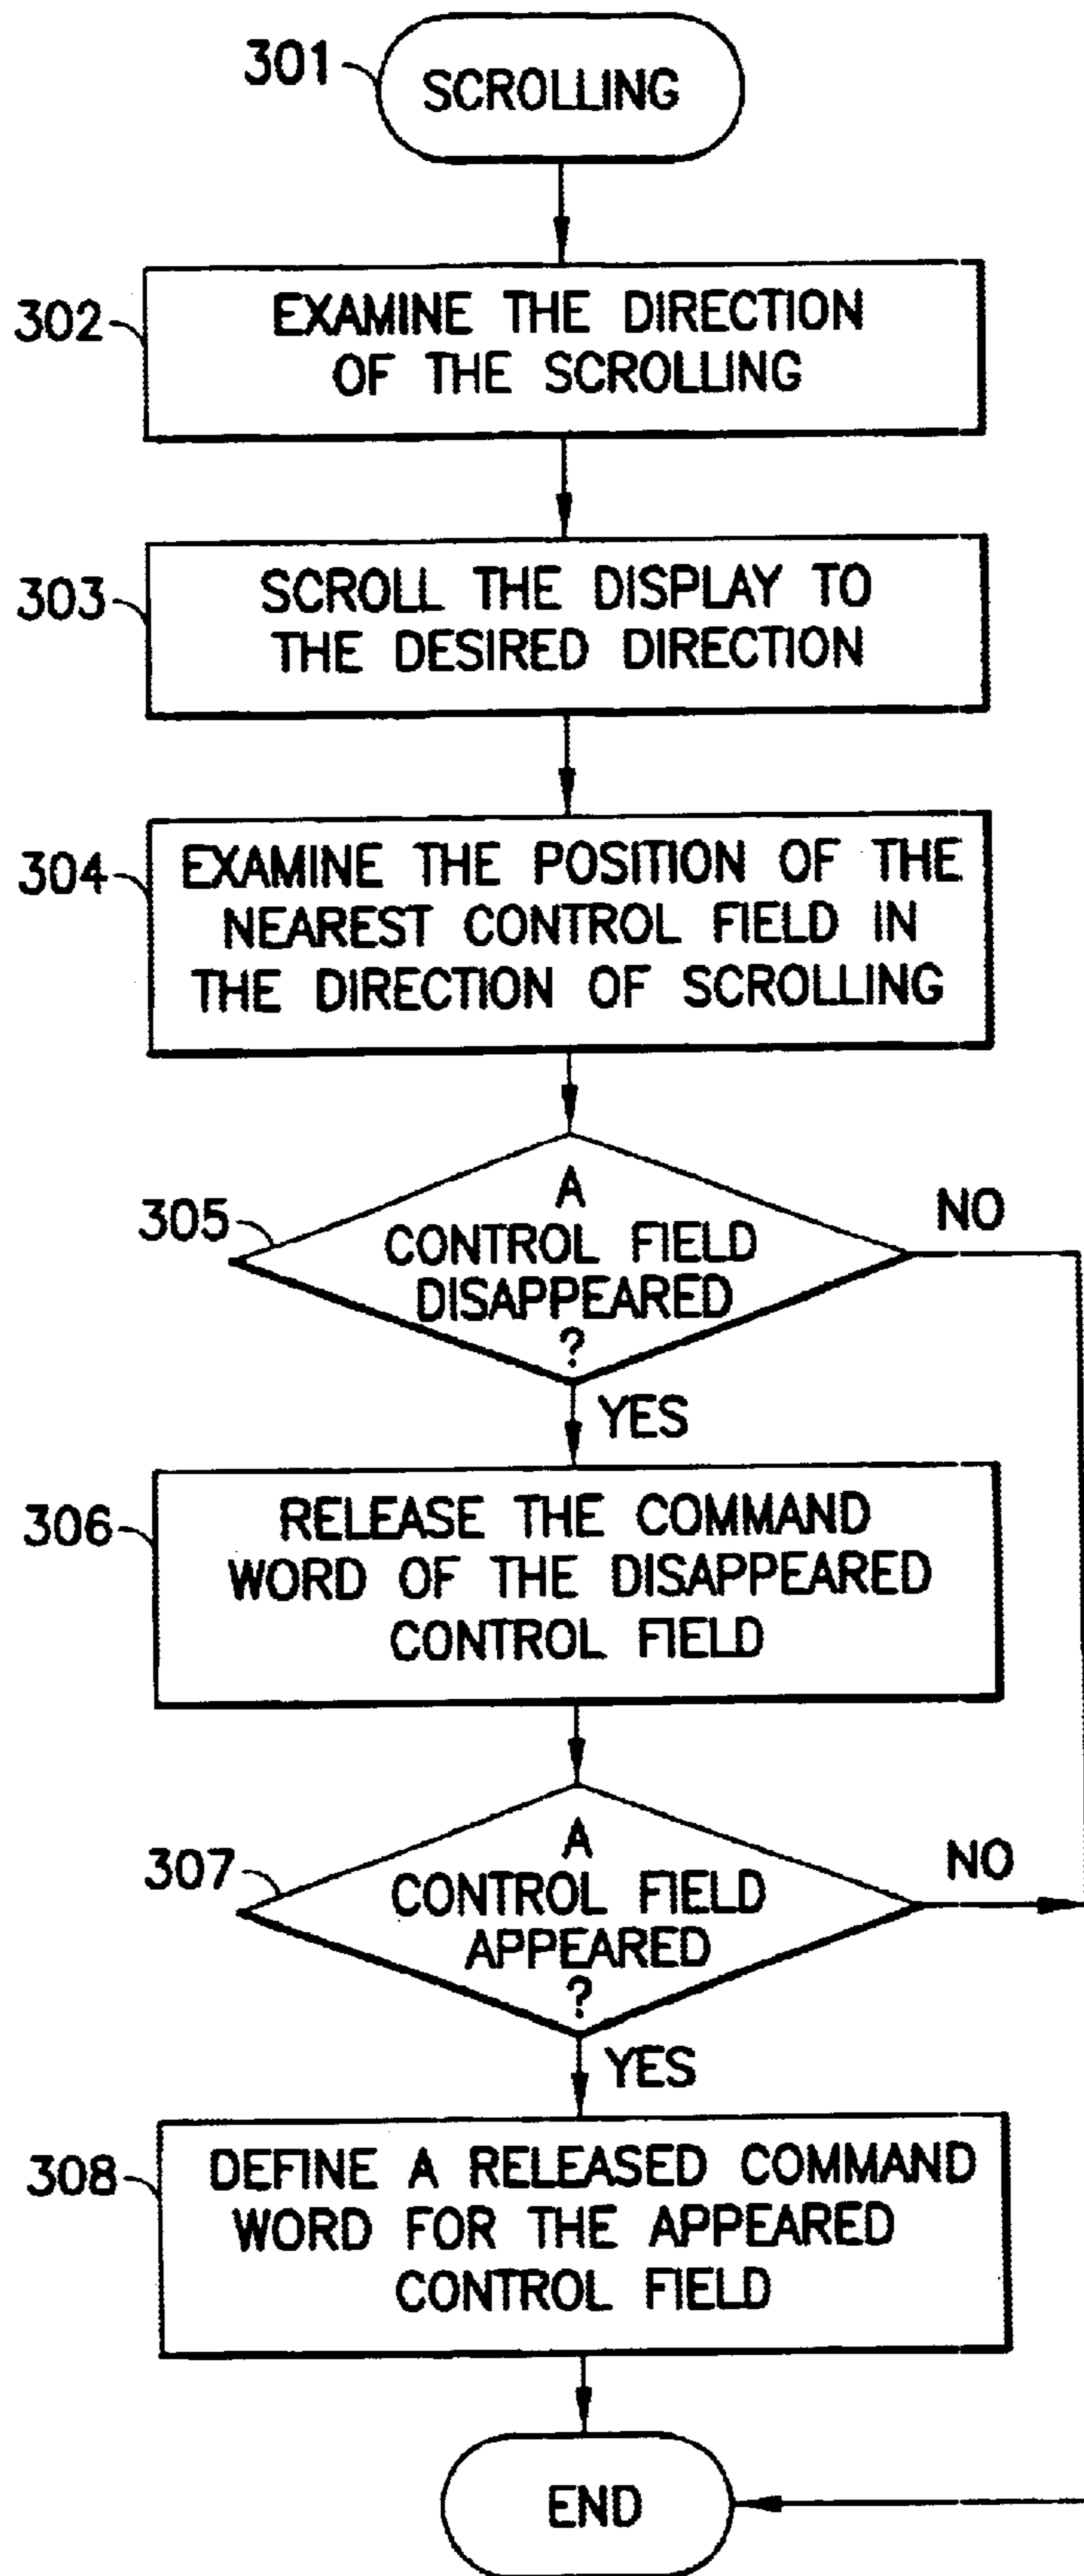 301
SCROLLING
302
EXAMINE THE DIRECTION
OF THE SCROLLING
303
SCROLL THE DISPLAY TO
THE DESIRED DIRECTION
304
EXAMINE THE POSITION OF THE
NEAREST CONTROL FIELD IN
THE DIRECTION OF SCROLLING
305
A
CONTROL FIELD
DISAPPEARED
?
NO
YES
306
RELEASE THE COMMAND
WORD OF THE DISAPPEARED
CONTROL FIELD
307
A
CONTROL FIELD
APPEARED
?
NO
YES
308
DEFINE A RELEASED COMMAND
WORD FOR THE APPEARED
CONTROL FIELD
END